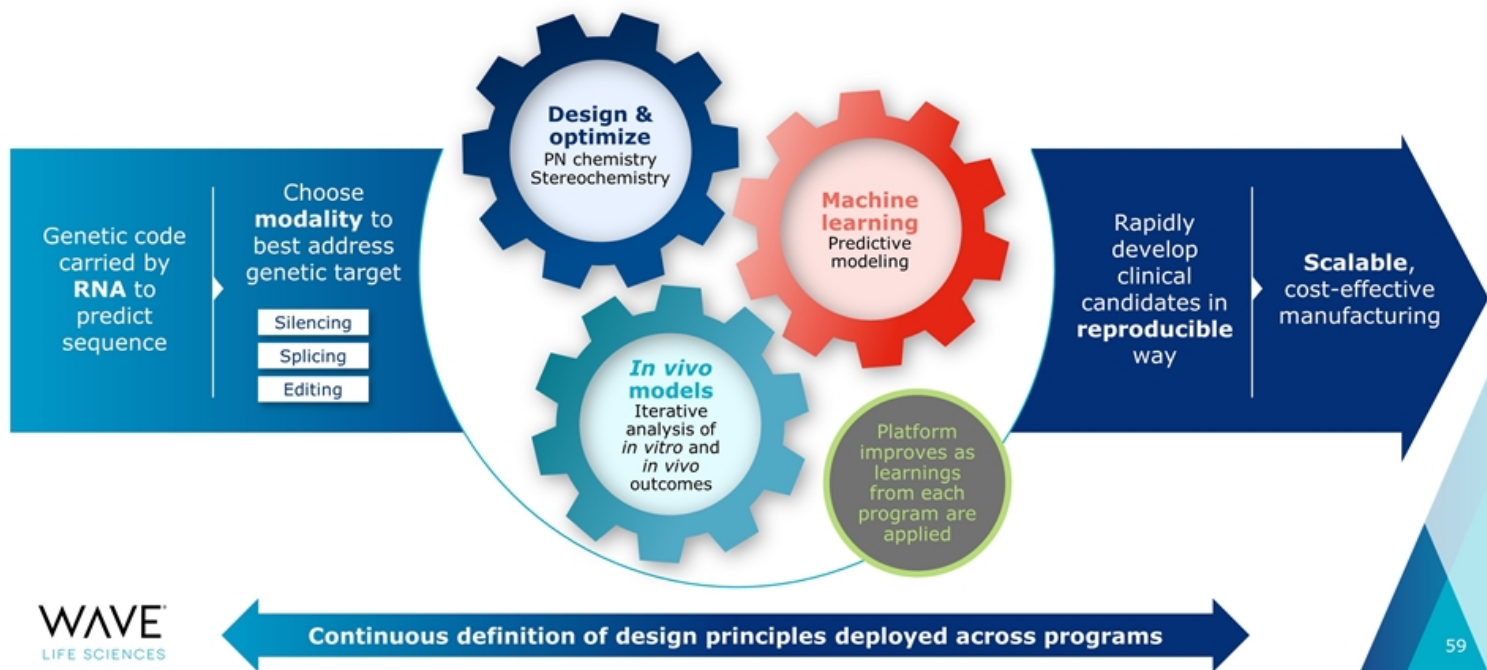 Genetic code
carried by
RNA to
predict
sequence
Choose
modality to
best address
genetic target
Silencing
Splicing
Editing
Design &
optimize
PN chemistry
Stereochemistry
Machine
learning
Predictive
modeling
In vivo
models
Iterative
analysis of
in vitro and
in vivo
outcomes
Platform
improves as
learnings
from each
program are
applied
Rapidly
develop
clinical
candidates in
reproducible
way
Scalable,
cost-effective
manufacturing
WAVE
LIFE SCIENCES
Continuous definition of design principles deployed across programs
59